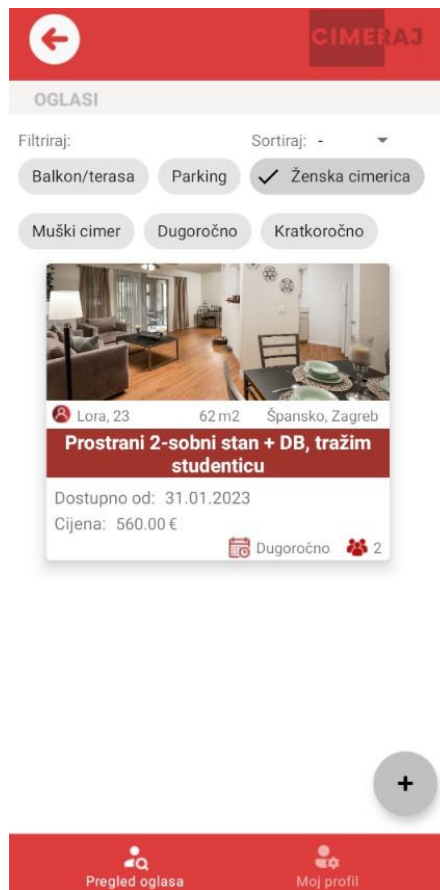 CIMERAJ
OGLASI
Filtriraj: Sortiraj: -
Balkon/terasa Parking Ženska cimerica
Muški cimer Dugoročno Kratkoročno
Lora, 23 62 m2 Špansko, Zagreb
Prostrani 2-sobni stan + DB, tražim
studenticu
Dostupno od: 31.01.2023
Cijena: 560.00 €
Dugoročno 2
+
Pregled oglasa Moj profil